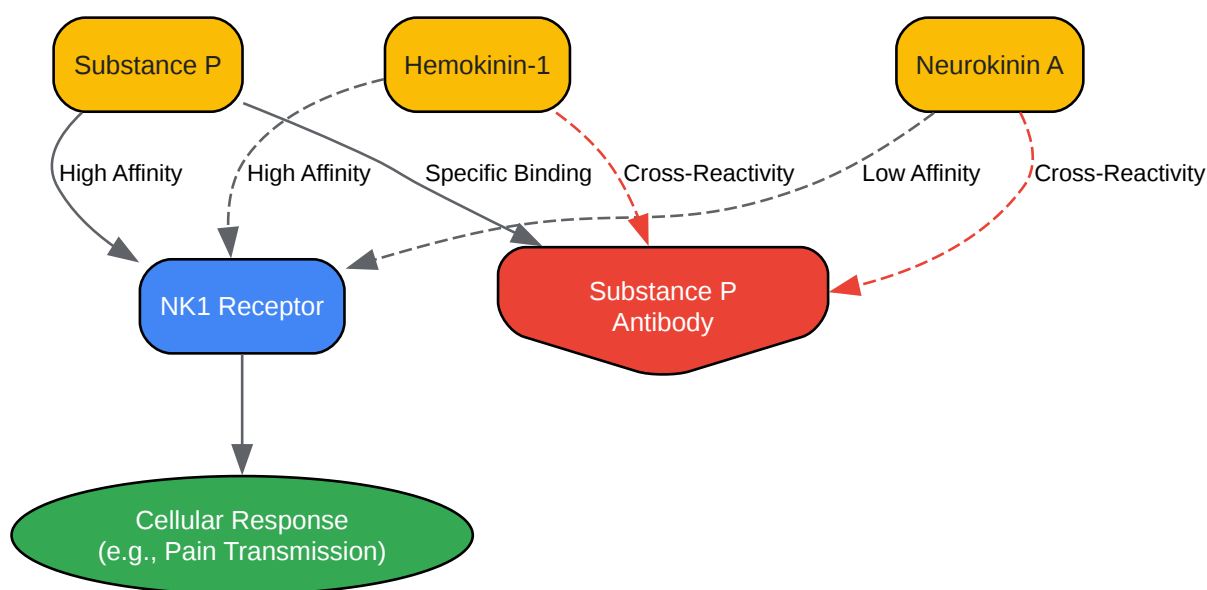 Substance P
Hemokinin-1
Neurokinin A
High Affinity
High Affinity
Specific Binding
Cross-Reactivity
Low Affinity
Cross-Reactivity
NK1 Receptor
Substance P
Antibody
Cellular Response
(e.g., Pain Transmission)